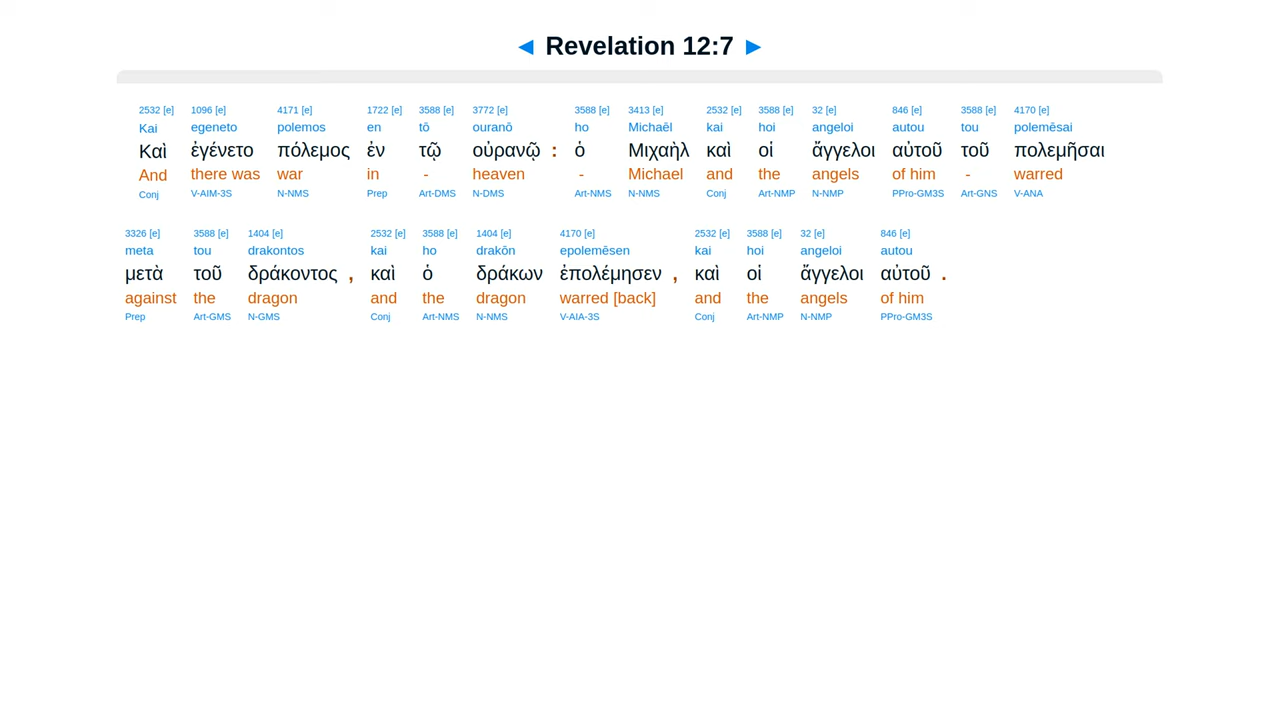 ◄ Revelation 12:7 ►
2532 [e] 1096 [e] 4171 [e] 1722 [e] 3588 [e] 3772 [e] 3588 [e] 3413 [e] 2532 [e] 3588 [e] 32 [e] 846 [e] 3588 [e] 4170 [e]
Kai egeneto polemos en tō ouranō ho Michaēl kai hoi angeloi autou tou polemēsai
Καὶ ἐγένετο πόλεμος ἐν τῷ οὐρανῷ : ὁ Μιχαὴλ καὶ οἱ ἄγγελοι αὐτοῦ τοῦ πολεμῆσαι
And there was war in - heaven - Michael and the angels of him - warred
Conj V-AIM-3S N-NMS Prep Art-DMS N-DMS Art-NMS N-NMS Conj Art-NMP N-NMP PPro-GM3S Art-GNS V-ANA
3326 [e] 3588 [e] 1404 [e] 2532 [e] 3588 [e] 1404 [e] 4170 [e] 2532 [e] 3588 [e] 32 [e] 846 [e]
meta tou drakontos kai ho drakōn epolemēsen kai hoi angeloi autou
μετὰ τοῦ δράκοντος , καὶ ὁ δράκων ἐπολέμησεν , καὶ οἱ ἄγγελοι αὐτοῦ .
against the dragon and the dragon warred [back] and the angels of him
Prep Art-GMS N-GMS Conj Art-NMS N-NMS V-AIA-3S Conj Art-NMP N-NMP PPro-GM3S